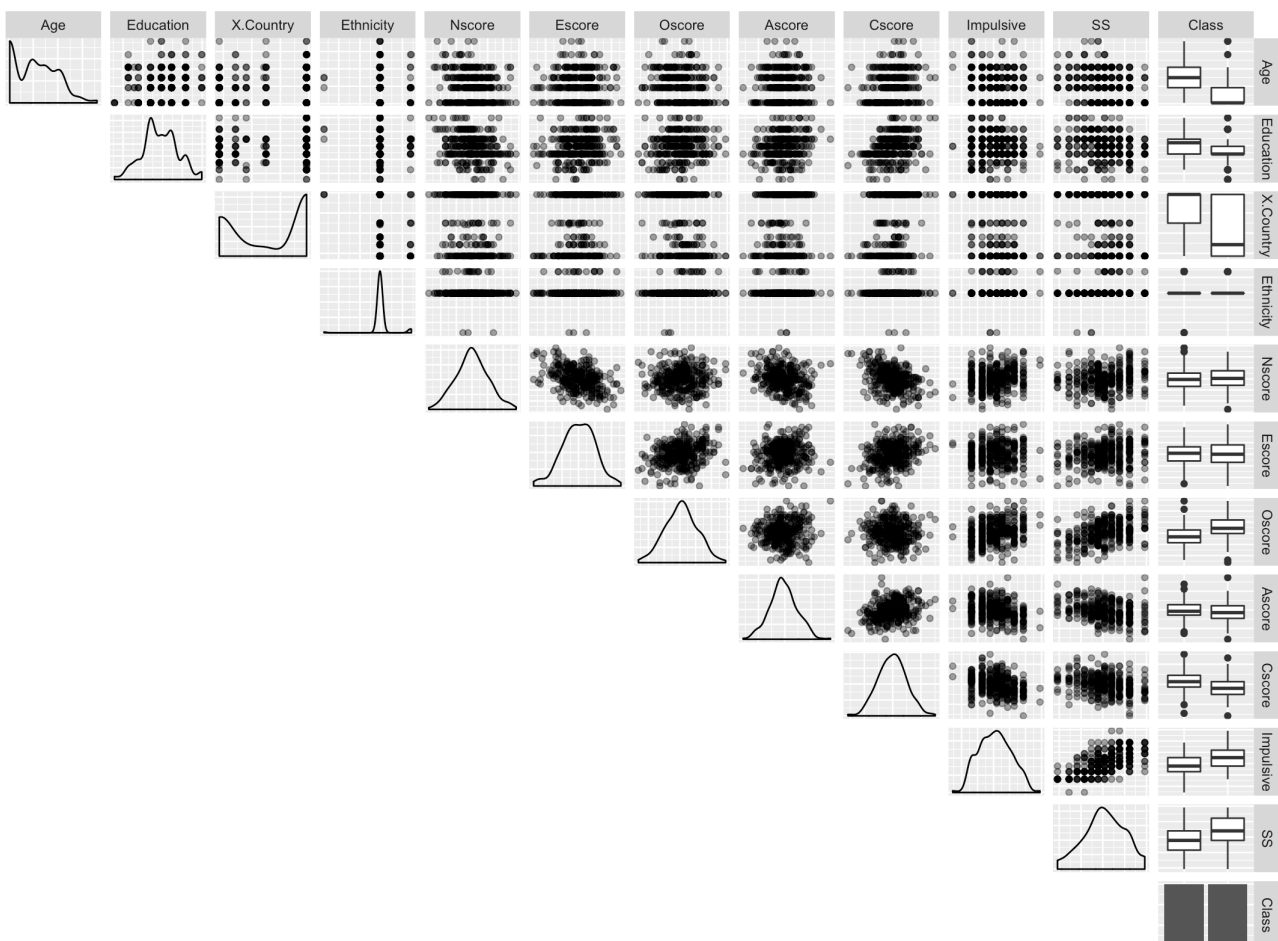 Age Education X.Country Ethnicity Nscore Escore Oscore Ascore Cscore Impulsive SS Class
Age
Education
X.Country
Ethnicity
Nscore
Escore
Oscore
Ascore
Cscore
Impulsive
SS
Class